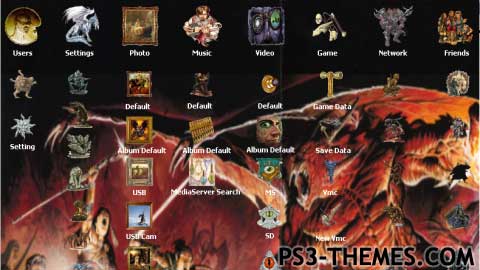 Users Settings Photo Music Video Game Network Friends
Default Default Default Game Data
Setting Album Default Album Default Save Data
USB MediaServer Search MS Vmc
USB Cam SD New Vmc
PS3-THEMES.COM